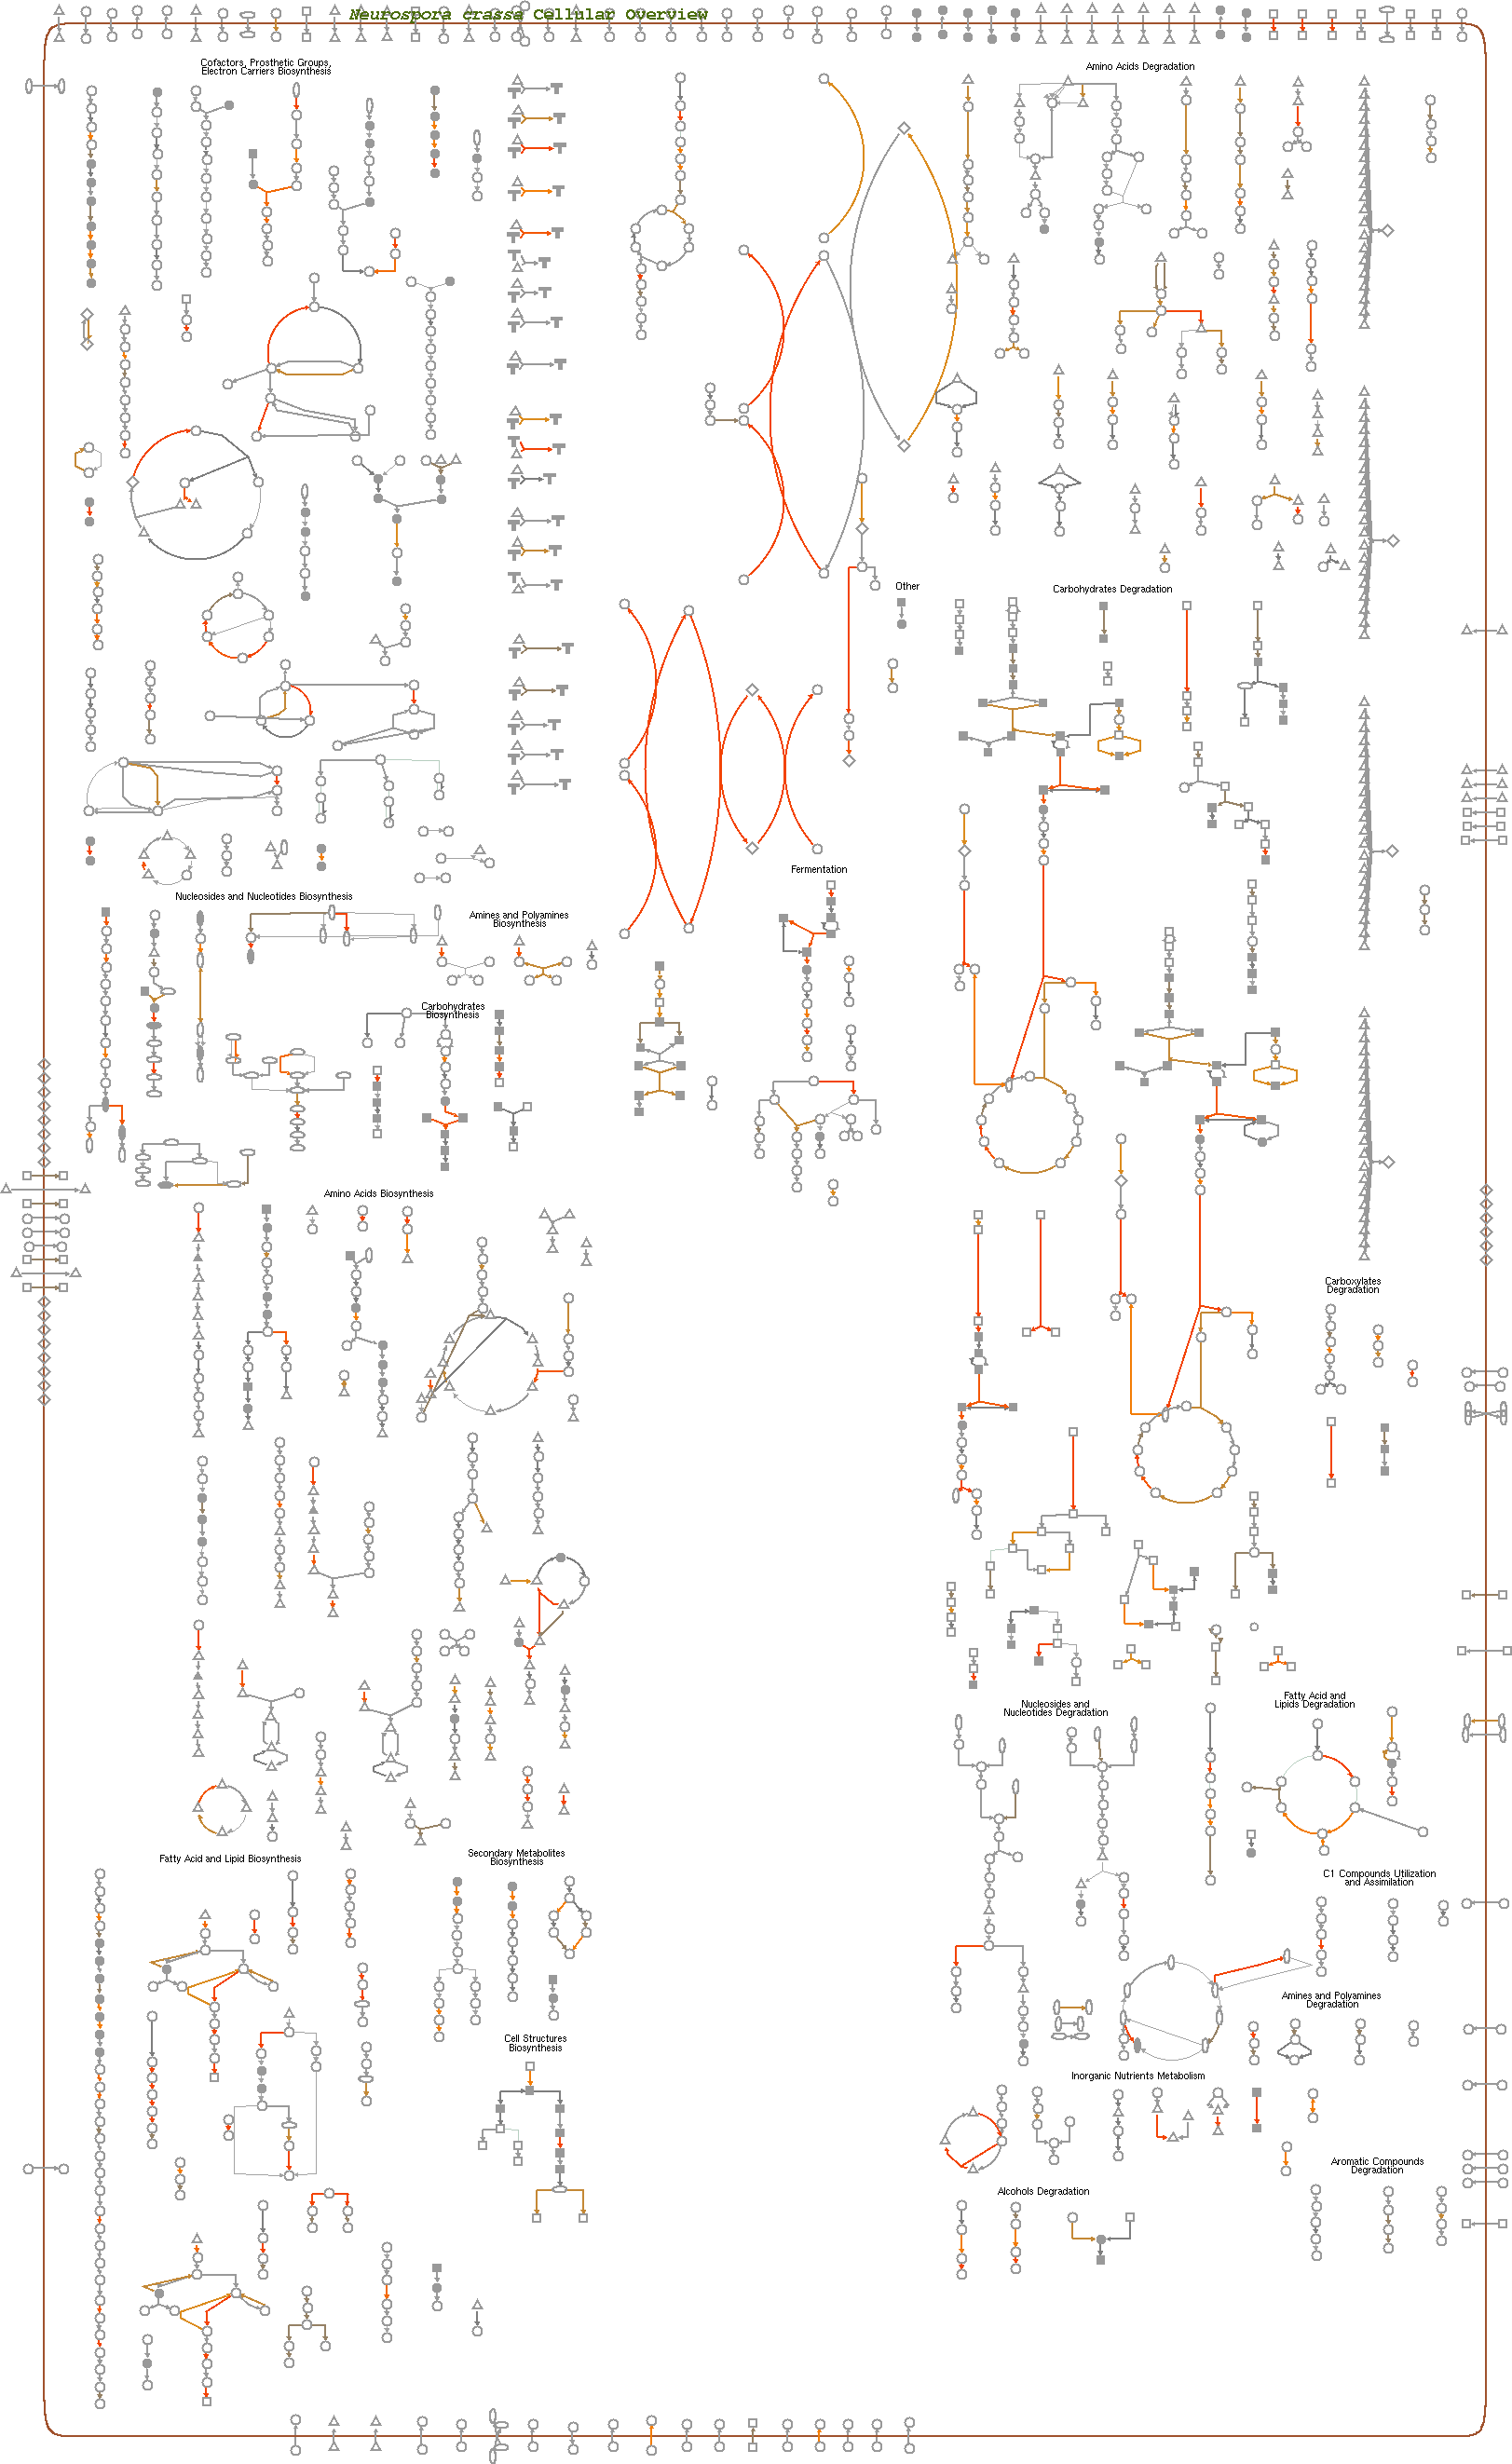 Neurospora crassa Cellular Overview
Cofactors, Prosthetic Groups,
Electron Carriers Biosynthesis
Amino Acids Degradation
Other
Carbohydrates Degradation
Fermentation
Nucleosides and Nucleotides Biosynthesis
Amines and Polyamines
Biosynthesis
Carbohydrates
Biosynthesis
Amino Acids Biosynthesis
Carboxylates
Degradation
Nucleosides and
Nucleotides Degradation
Fatty Acid and
Lipids Degradation
Fatty Acid and Lipid Biosynthesis
Secondary Metabolites
Biosynthesis
C1 Compounds Utilization
and Assimilation
Amines and Polyamines
Degradation
Cell Structures
Biosynthesis
Inorganic Nutrients Metabolism
Aromatic Compounds
Degradation
Alcohols Degradation